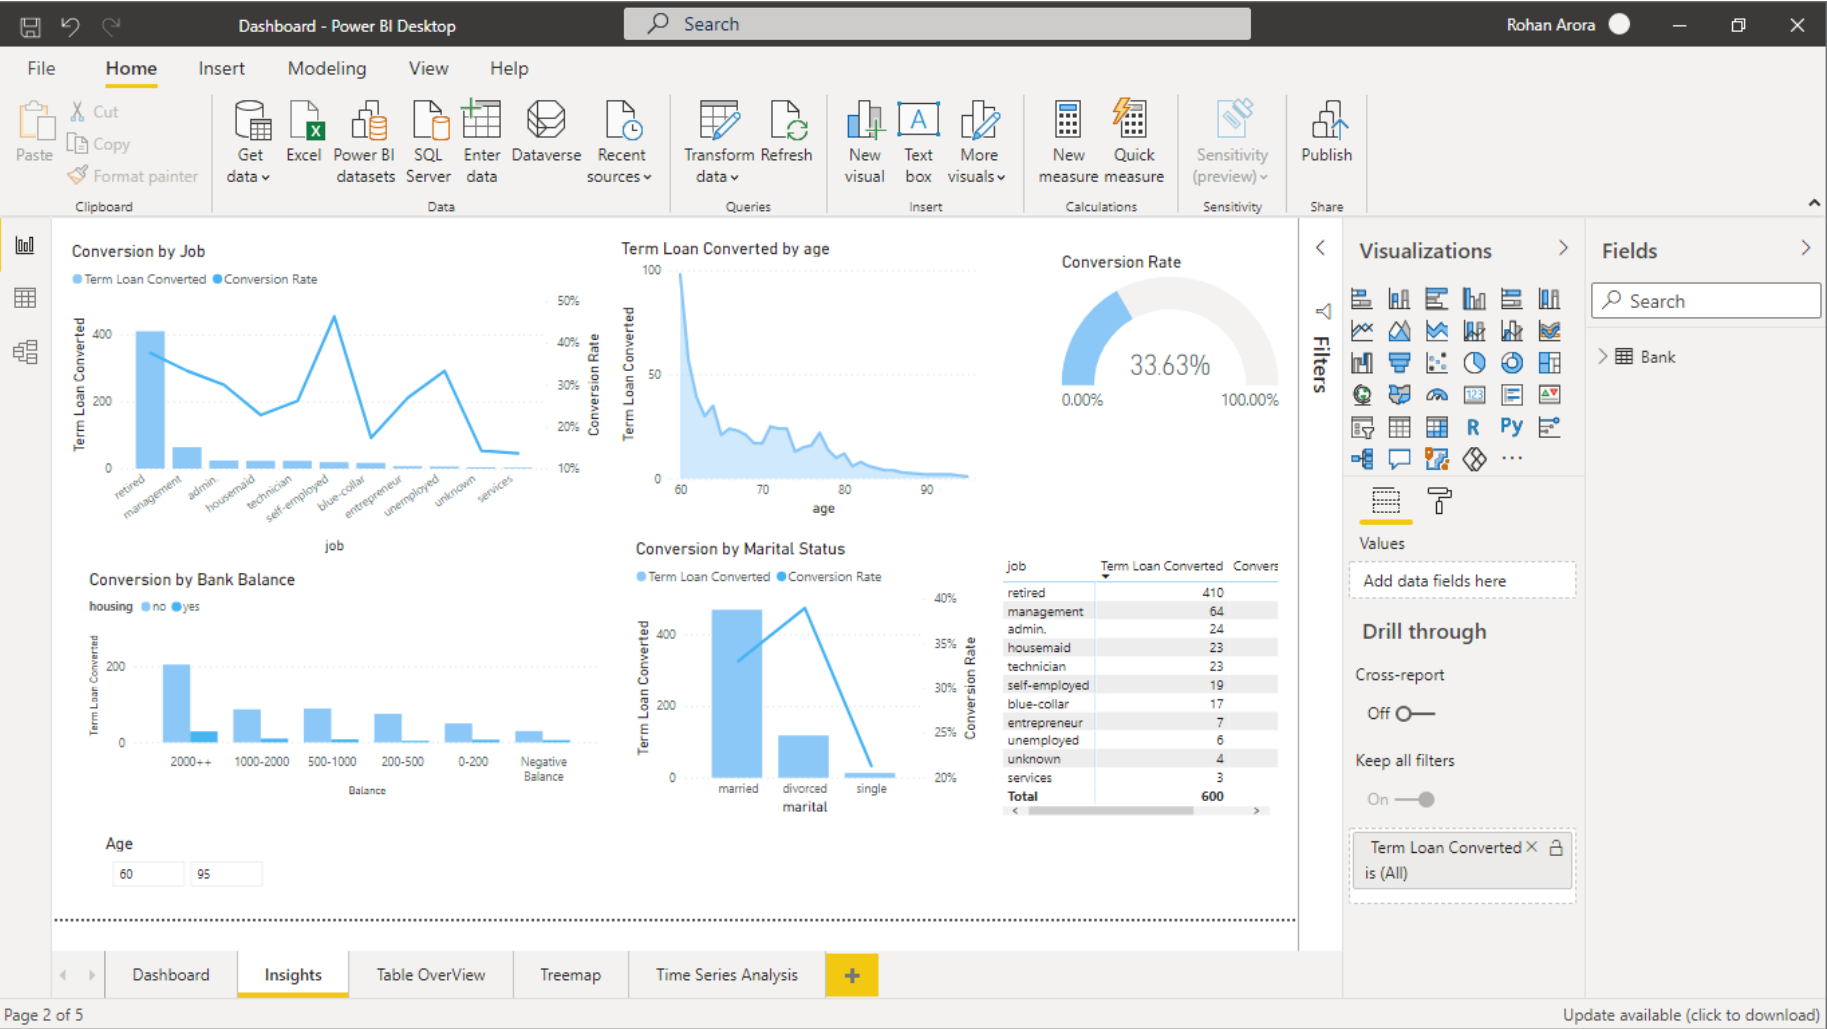 Dashboard - Power BI Desktop
Search
Rohan Arora
File Home Insert Modeling View Help
Paste
Cut
Copy
Format painter
Clipboard
Get data
Excel
Power BI datasets
SQL Server
Enter data
Dataverse
Recent sources
Data
Transform data
Refresh
Queries
New visual
Text box
More visuals
Insert
New measure
Quick measure
Calculations
Sensitivity (preview)
Sensitivity
Publish
Share
Conversion by Job
Term Loan Converted Conversion Rate
Term Loan Converted
400
200
0
50%
40%
30%
20%
10%
Conversion Rate
retired
management
admin.
housemaid
technician
self-employed
blue-collar
entrepreneur
unemployed
unknown
services
job
Term Loan Converted by age
Term Loan Converted
100
50
0
60 70 80 90
age
Conversion Rate
33.63%
0.00% 100.00%
Conversion by Bank Balance
housing no yes
Term Loan Converted
200
0
2000++ 1000-2000 500-1000 200-500 0-200 Negative Balance
Balance
Conversion by Marital Status
Term Loan Converted Conversion Rate
Term Loan Converted
400
200
0
40%
35%
30%
25%
20%
Conversion Rate
married divorced single
marital
job Term Loan Converted Convers
retired 410
management 64
admin. 24
housemaid 23
technician 23
self-employed 19
blue-collar 17
entrepreneur 7
unemployed 6
unknown 4
services 3
Total 600
Age
60 95
Filters
Visualizations
123
R Py
Values
Add data fields here
Drill through
Cross-report
Off
Keep all filters
On
Term Loan Converted
is (All)
Fields
Search
Bank
Dashboard Insights Table OverView Treemap Time Series Analysis
Page 2 of 5
Update available (click to download)